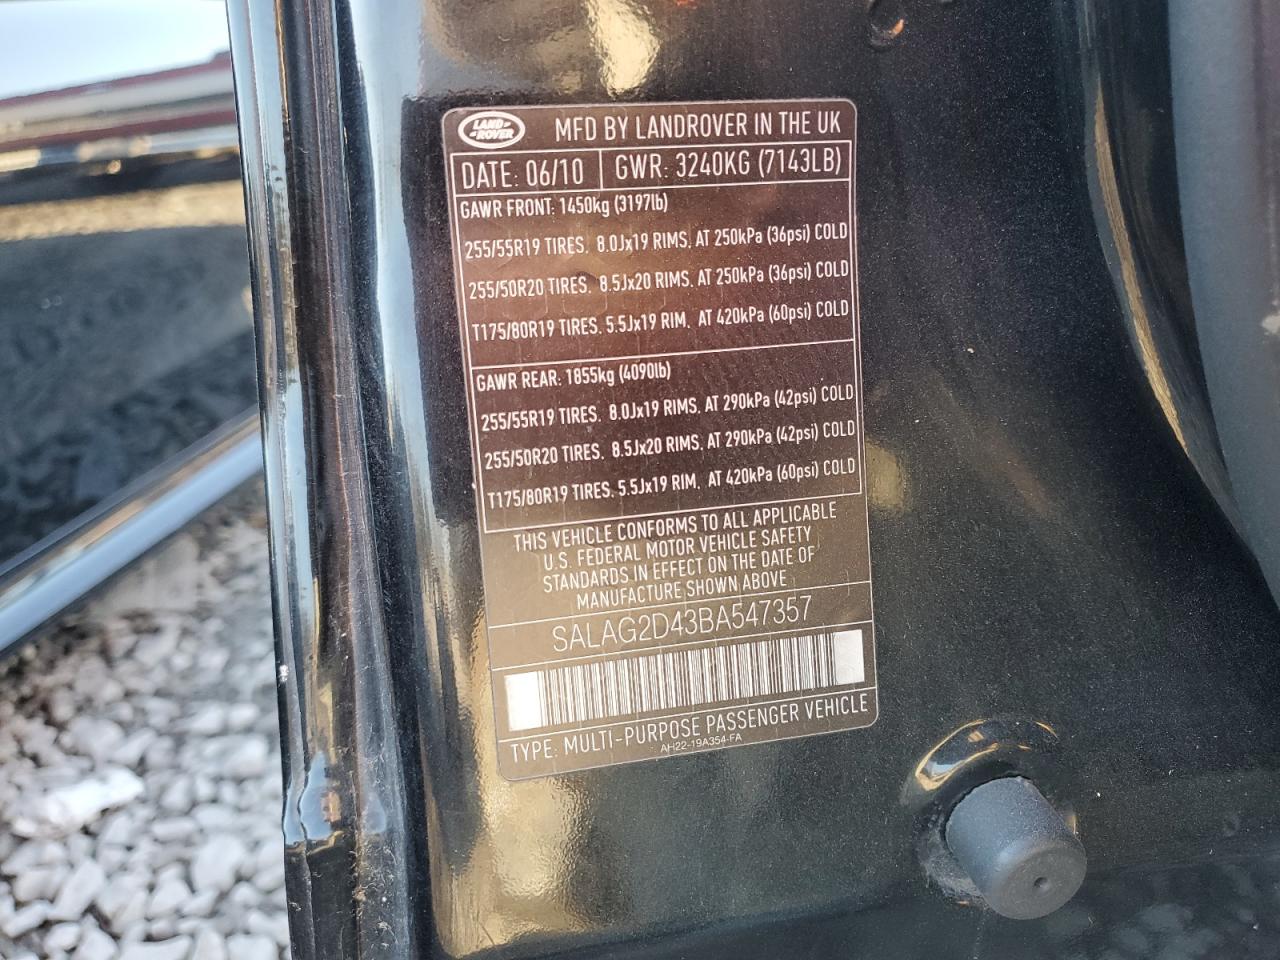 LAND ROVER
MFD BY LANDROVER IN THE UK
DATE: 06/10 GWR: 3240KG (7143LB)
GAWR FRONT: 1450kg (3197lb)
255/55R19 TIRES, 8.0Jx19 RIMS, AT 250kPa (36psi) COLD
255/50R20 TIRES, 8.5Jx20 RIMS, AT 250kPa (36psi) COLD
T175/80R19 TIRES, 5.5Jx19 RIM, AT 420kPa (60psi) COLD
GAWR REAR: 1855kg (4090lb)
255/55R19 TIRES, 8.0Jx19 RIMS, AT 290kPa (42psi) COLD
255/50R20 TIRES, 8.5Jx20 RIMS, AT 290kPa (42psi) COLD
T175/80R19 TIRES, 5.5Jx19 RIM, AT 420kPa (60psi) COLD
THIS VEHICLE CONFORMS TO ALL APPLICABLE
U.S. FEDERAL MOTOR VEHICLE SAFETY
STANDARDS IN EFFECT ON THE DATE OF
MANUFACTURE SHOWN ABOVE
SALAG2D43BA547357
TYPE: MULTI-PURPOSE PASSENGER VEHICLE
AH22-19A354-FA